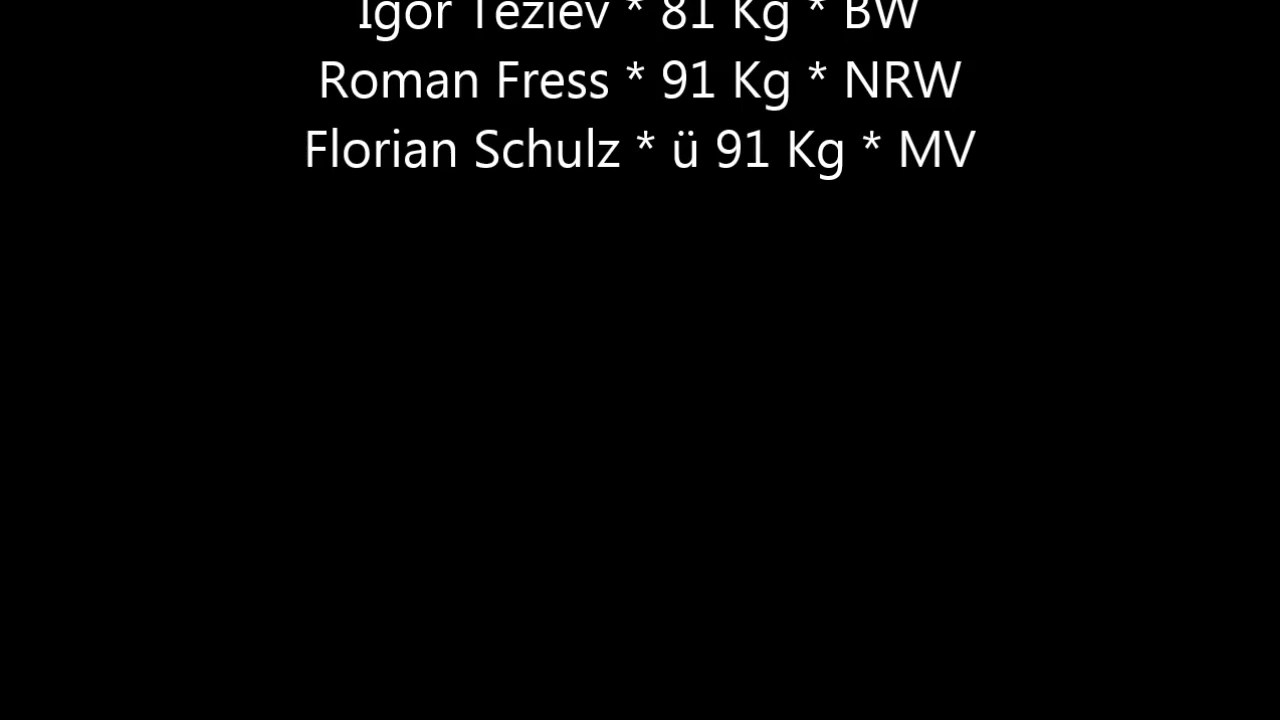 Igor Teziev * 81 Kg * BW
Roman Fress * 91 Kg * NRW
Florian Schulz * ü 91 Kg * MV